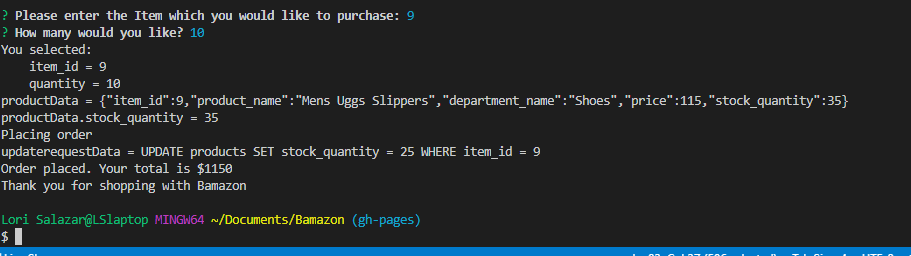 ? Please enter the Item which you would like to purchase: 9
? How many would you like? 10
You selected:
    item_id = 9
    quantity = 10
productData = {"item_id":9,"product_name":"Mens Uggs Slippers","department_name":"Shoes","price":115,"stock_quantity":35}
productData.stock_quantity = 35
Placing order
updaterequestData = UPDATE products SET stock_quantity = 25 WHERE item_id = 9
Order placed. Your total is $1150
Thank you for shopping with Bamazon
Lori Salazar@LSlaptop MINGW64 ~/Documents/Bamazon (gh-pages)
$